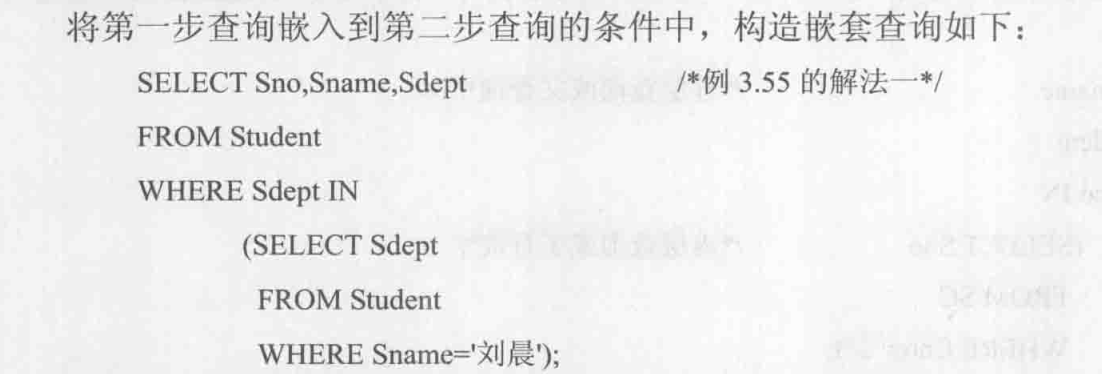 将第一步查询嵌入到第二步查询的条件中，构造嵌套查询如下：
SELECT Sno,Sname,Sdept /*例 3.55 的解法一*/
FROM Student
WHERE Sdept IN
(SELECT Sdept
FROM Student
WHERE Sname='刘晨');